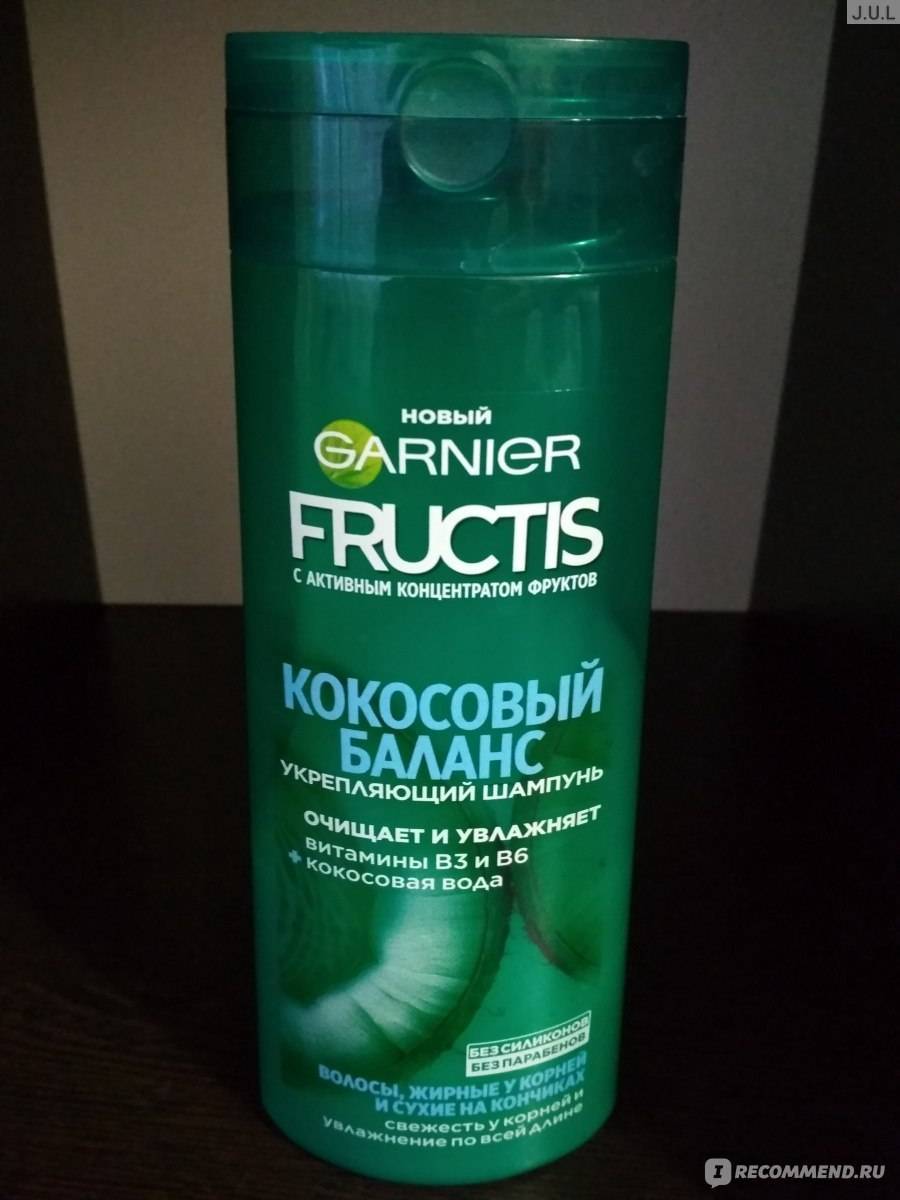 J.U.L
НОВЫЙ
GARNIER
FRUCTIS
С АКТИВНЫМ КОНЦЕНТРАТОМ ФРУКТОВ
КОКОСОВЫЙ
БАЛАНС
УКРЕПЛЯЮЩИЙ ШАМПУНЬ
ОЧИЩАЕТ И УВЛАЖНЯЕТ
ВИТАМИНЫ В3 И В6
+ КОКОСОВАЯ ВОДА
БЕЗ СИЛИКОНОВ
БЕЗ ПАРАБЕНОВ
ВОЛОСЫ, ЖИРНЫЕ У КОРНЕЙ
И СУХИЕ НА КОНЧИКАХ
СВЕЖЕСТЬ У КОРНЕЙ И
УВЛАЖНЕНИЕ ПО ВСЕЙ ДЛИНЕ
IRECOMMEND.RU